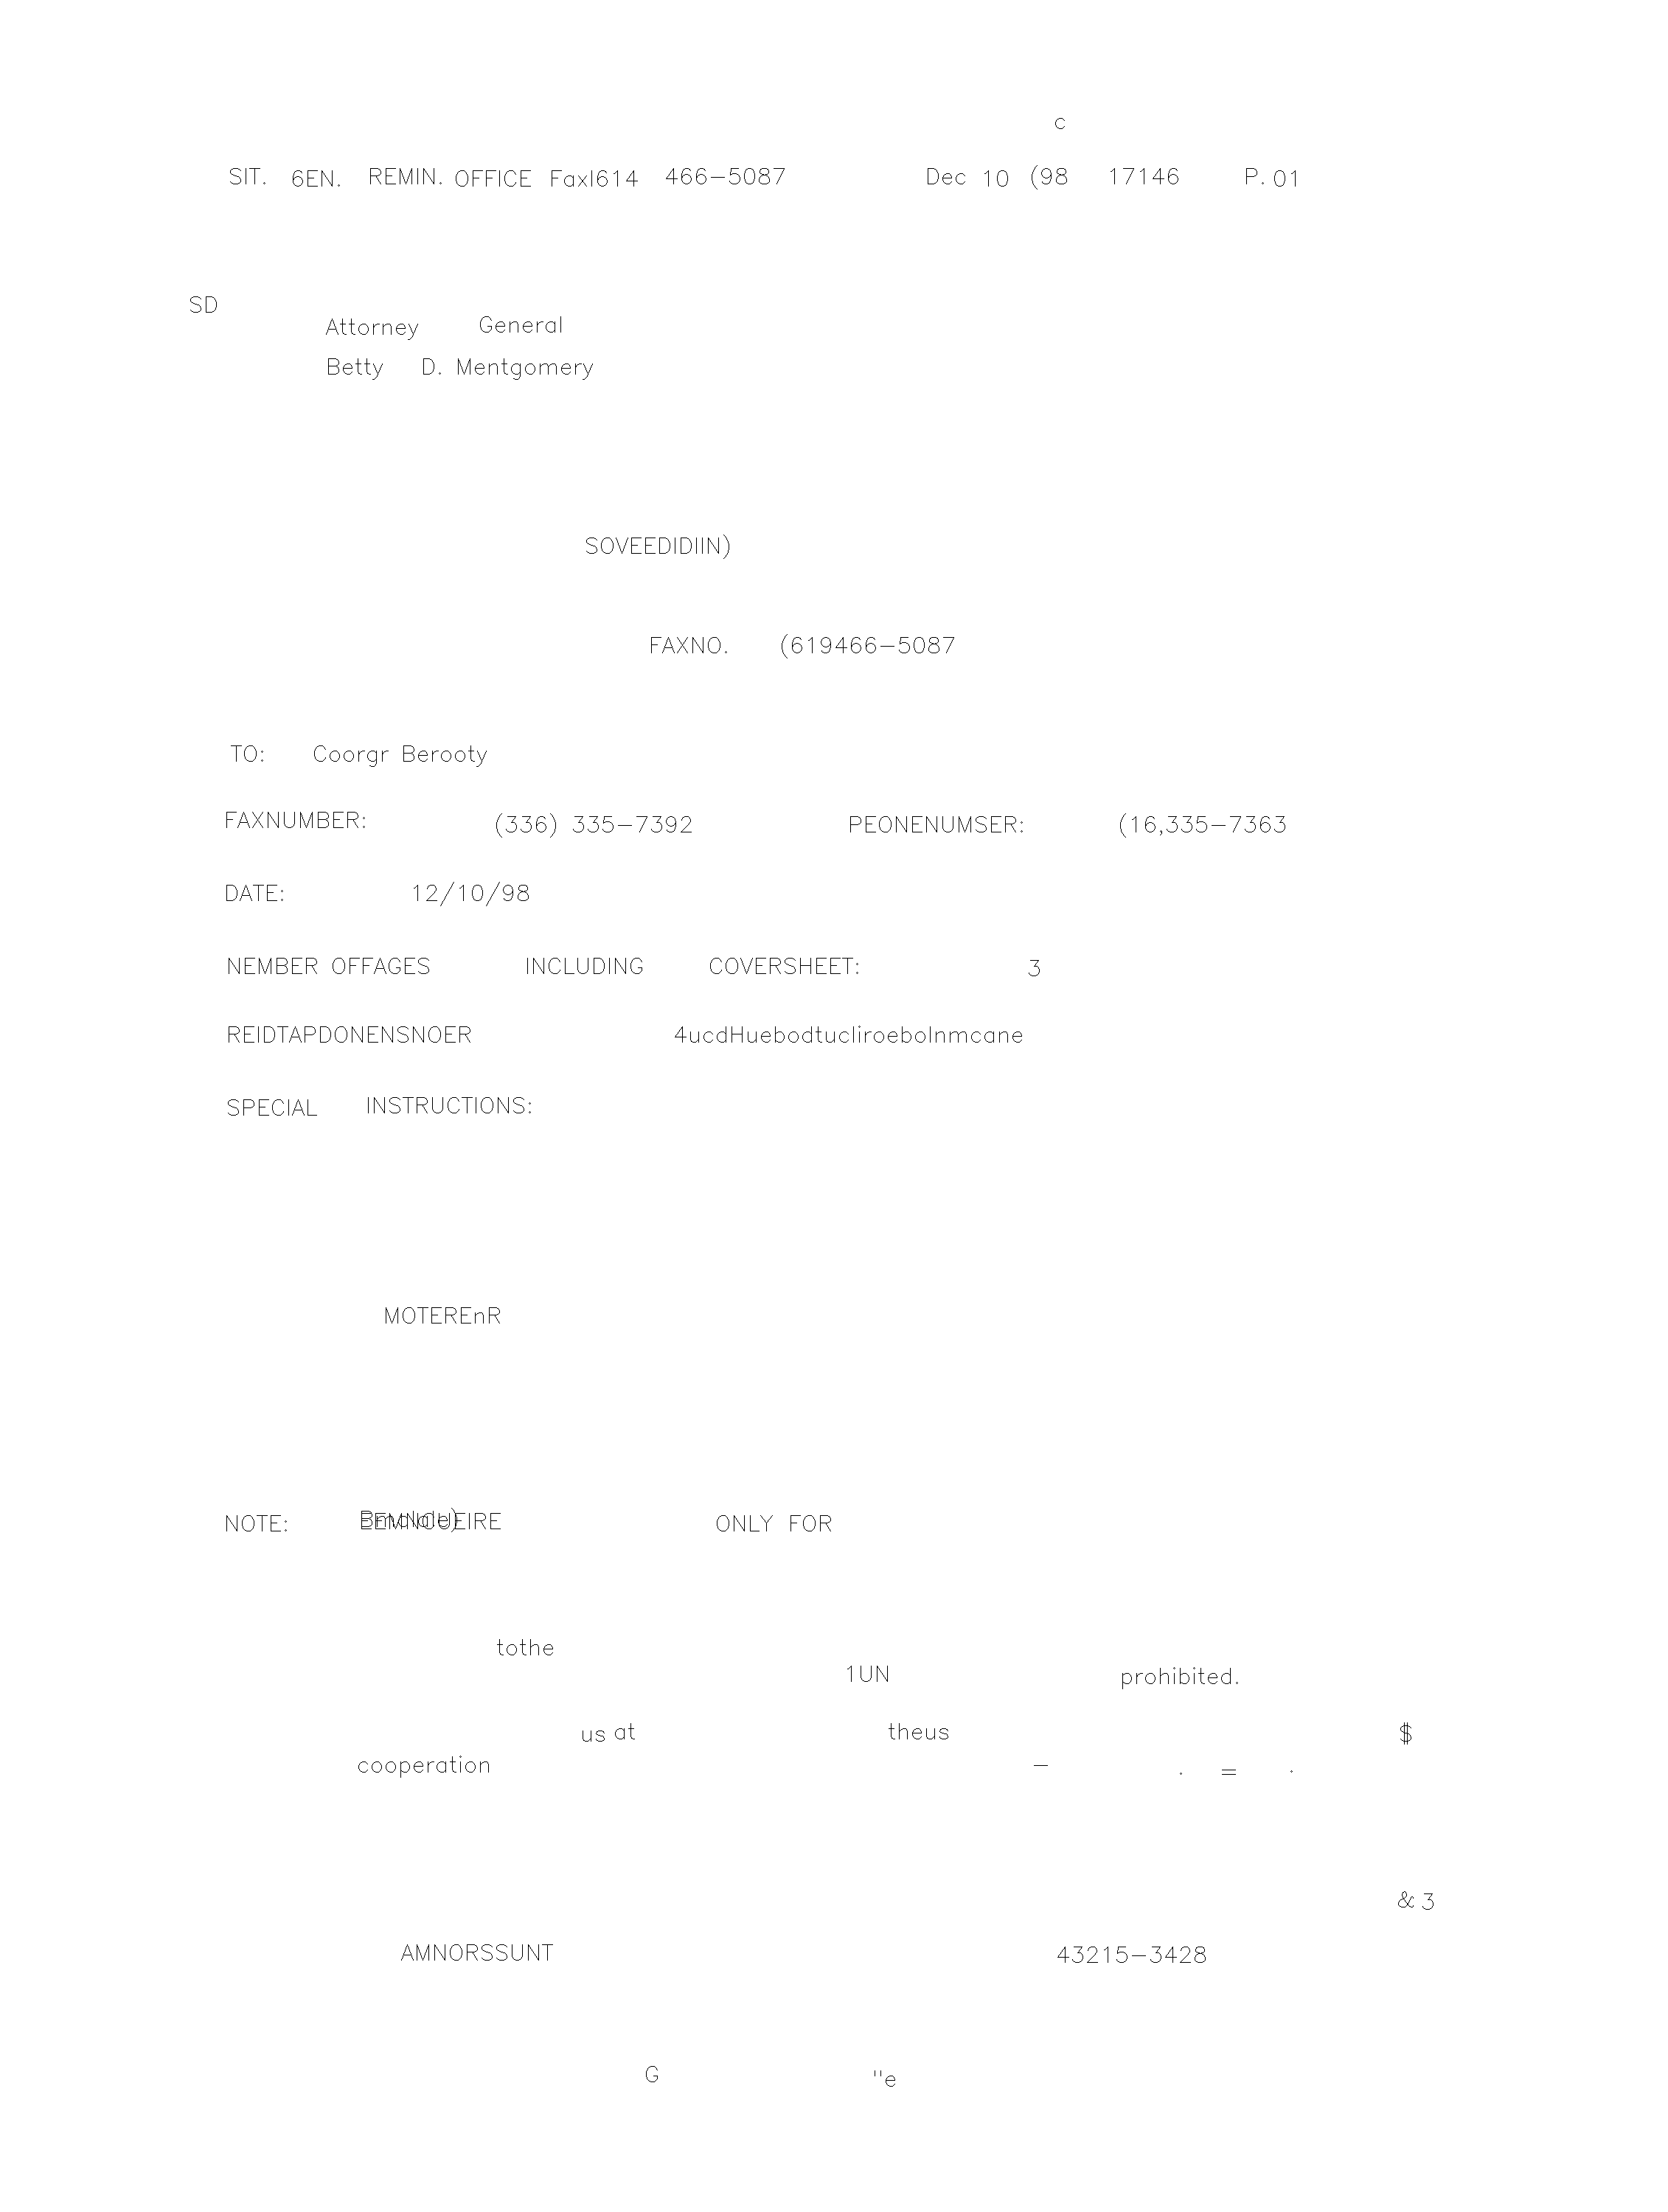 c
SIT. 6EN. REMIN. OFFICE Faxl614 466-5087 Dec 10 (98 17146 P. 01
SD
Attorney General
Betty D. Mentgomery
SOVEEDIDIIN)
FAXNO. (619466-5087
TO: Coorgr Berooty
FAXNUMBER: (336) 335-7392 PEONENUMSER: (16,335-7363
DATE: 12/10/98
NEMBER OFFAGES INCLUDING COVERSHEET: 3
REIDTAPDONENSNOER 4ucdHuebodtucliroebolnmcane
SPECIAL INSTRUCTIONS:
MOTEREnR
NOTE: ONLY FOR
tothe
1UN prohibited.
us at theus $
cooperation - . = .
& 3
AMNORSSUNT 43215-3428
G "e